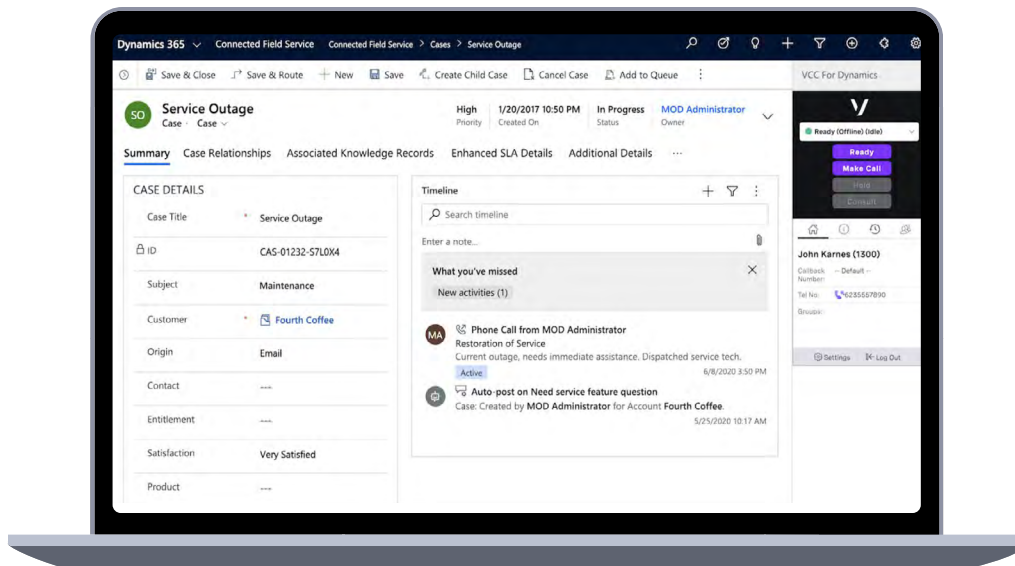 Dynamics 365 Connected Field Service Connected Field Service > Cases > Service Outage
Save & Close Save & Route New Save Create Child Case Cancel Case Add to Queue
VCC For Dynamics
SO
Service Outage
Case · Case
High
Priority
1/20/2017 10:50 PM
Created On
In Progress
Status
MOD Administrator
Owner
Summary Case Relationships Associated Knowledge Records Enhanced SLA Details Additional Details ...
CASE DETAILS
Case Title * Service Outage
ID CAS-01232-S7L0X4
Subject Maintenance
Customer * Fourth Coffee
Origin Email
Contact ---
Entitlement ---
Satisfaction Very Satisfied
Product ---
Timeline
Search timeline
Enter a note...
What you've missed
New activities (1)
MA
Phone Call from MOD Administrator
Restoration of Service
Current outage, needs immediate assistance. Dispatched service tech.
Active 6/8/2020 3:50 PM
Auto-post on Need service feature question
Case: Created by MOD Administrator for Account Fourth Coffee.
5/25/2020 10:17 AM
Ready (Offline) (Idle)
Ready
Make Call
Hold
Consult
John Karnes (1300)
Callback Number: -- Default --
Tel No: 6235557890
Groups:
Settings Log Out